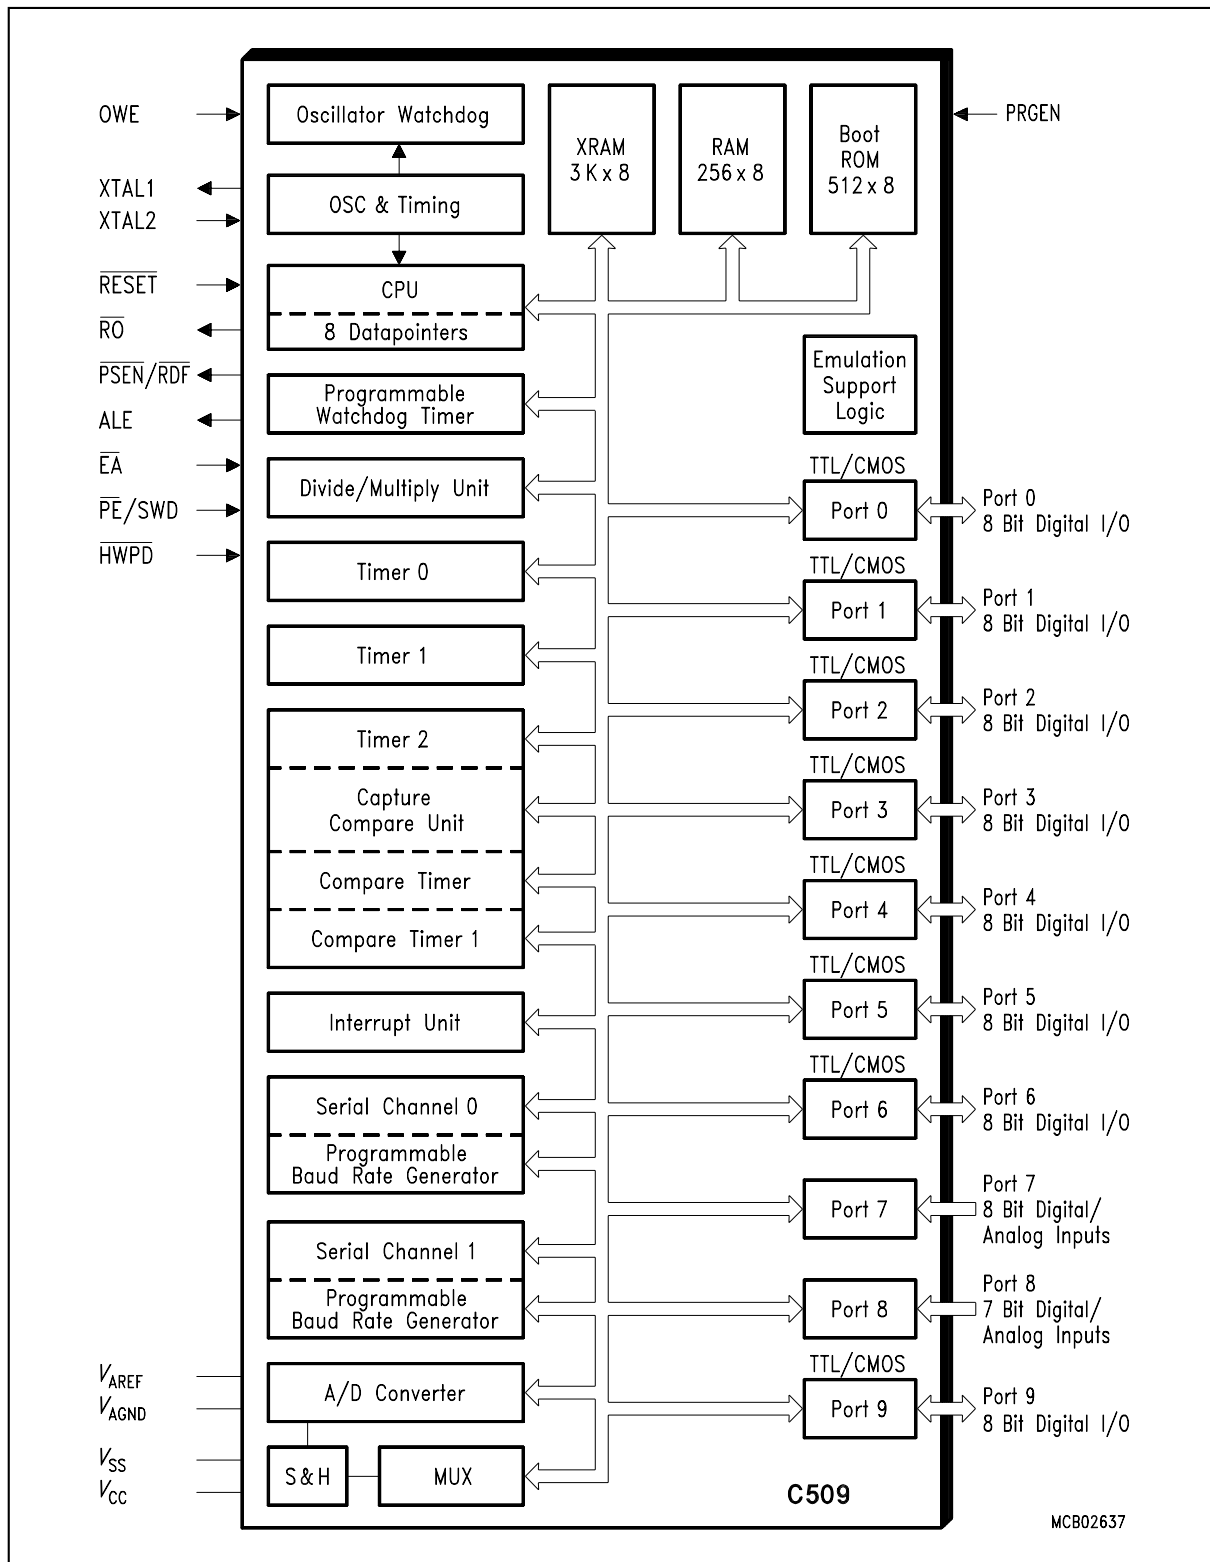 OWE
XTAL1
XTAL2
RESET
RO
PSEN/RDF
ALE
EA
PE/SWD
HWPD
VAREF
VAGND
VSS
VCC
Oscillator Watchdog
OSC & Timing
CPU
8 Datapointers
Programmable
Watchdog Timer
Divide/Multiply Unit
Timer 0
Timer 1
Timer 2
Capture
Compare Unit
Compare Timer
Compare Timer 1
Interrupt Unit
Serial Channel 0
Programmable
Baud Rate Generator
Serial Channel 1
Programmable
Baud Rate Generator
A/D Converter
S&H
MUX
XRAM
3K x 8
RAM
256 x 8
Boot
ROM
512 x 8
PRGEN
Emulation
Support
Logic
TTL/CMOS
Port 0
Port 0
8 Bit Digital I/O
TTL/CMOS
Port 1
Port 1
8 Bit Digital I/O
TTL/CMOS
Port 2
Port 2
8 Bit Digital I/O
TTL/CMOS
Port 3
Port 3
8 Bit Digital I/O
TTL/CMOS
Port 4
Port 4
8 Bit Digital I/O
TTL/CMOS
Port 5
Port 5
8 Bit Digital I/O
TTL/CMOS
Port 6
Port 6
8 Bit Digital I/O
Port 7
Port 7
8 Bit Digital/
Analog Inputs
Port 8
Port 8
7 Bit Digital/
Analog Inputs
TTL/CMOS
Port 9
Port 9
8 Bit Digital I/O
C509
MCB02637